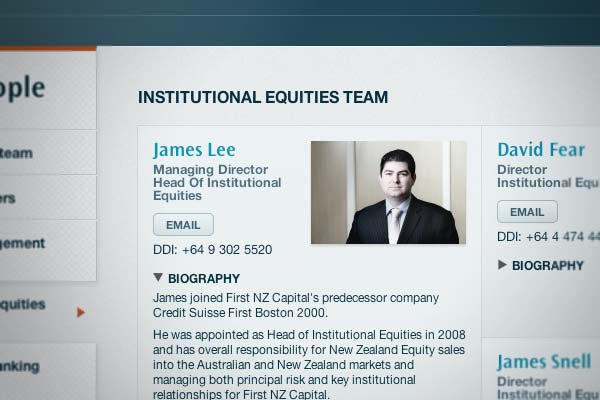 ople
INSTITUTIONAL EQUITIES TEAM
team
ers
gement
quities
nking
James Lee
Managing Director
Head Of Institutional
Equities
EMAIL
DDI: +64 9 302 5520
BIOGRAPHY
James joined First NZ Capital's predecessor company
Credit Suisse First Boston 2000.
He was appointed as Head of Institutional Equities in 2008
and has overall responsibility for New Zealand Equity sales
into the Australian and New Zealand markets and
managing both principal risk and key institutional
relationships for First NZ Capital.
David Fear
Director
Institutional Equ
EMAIL
DDI: +64 4 474 44
BIOGRAPHY
James Snell
Director
Institutional Equ